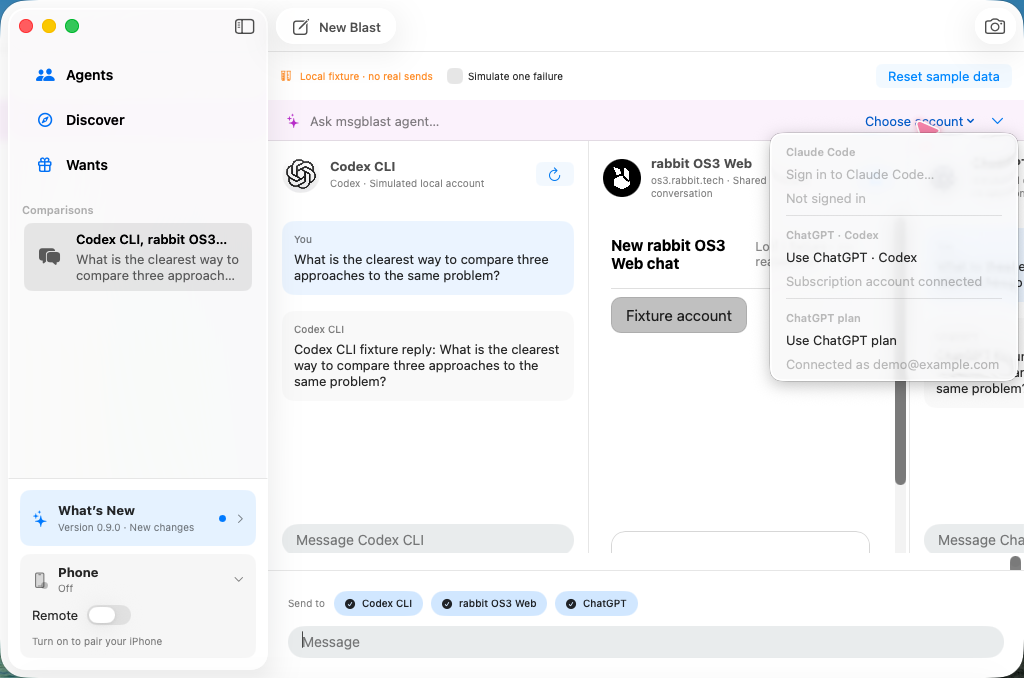 New Blast
Agents
Discover
Wants
Comparisons
Codex CLI, rabbit OS3...
What is the clearest way to
compare three approach...
What's New
Version 0.9.0 · New changes
Phone
Off
Remote
Turn on to pair your iPhone
Local fixture · no real sends
Simulate one failure
Reset sample data
Ask msgblast agent...
Choose account
Codex CLI
Codex · Simulated local account
You
What is the clearest way to compare three
approaches to the same problem?
Codex CLI
Codex CLI fixture reply: What is the clearest
way to compare three approaches to the
same problem?
Message Codex CLI
rabbit OS3 Web
os3.rabbit.tech · Shared
conversation
New rabbit OS3
Web chat
Fixture account
Claude Code
Sign in to Claude Code...
Not signed in
ChatGPT · Codex
Use ChatGPT · Codex
Subscription account connected
ChatGPT plan
Use ChatGPT plan
Connected as demo@example.com
same problem?
Message Cha
Send to
Codex CLI
rabbit OS3 Web
ChatGPT
Message